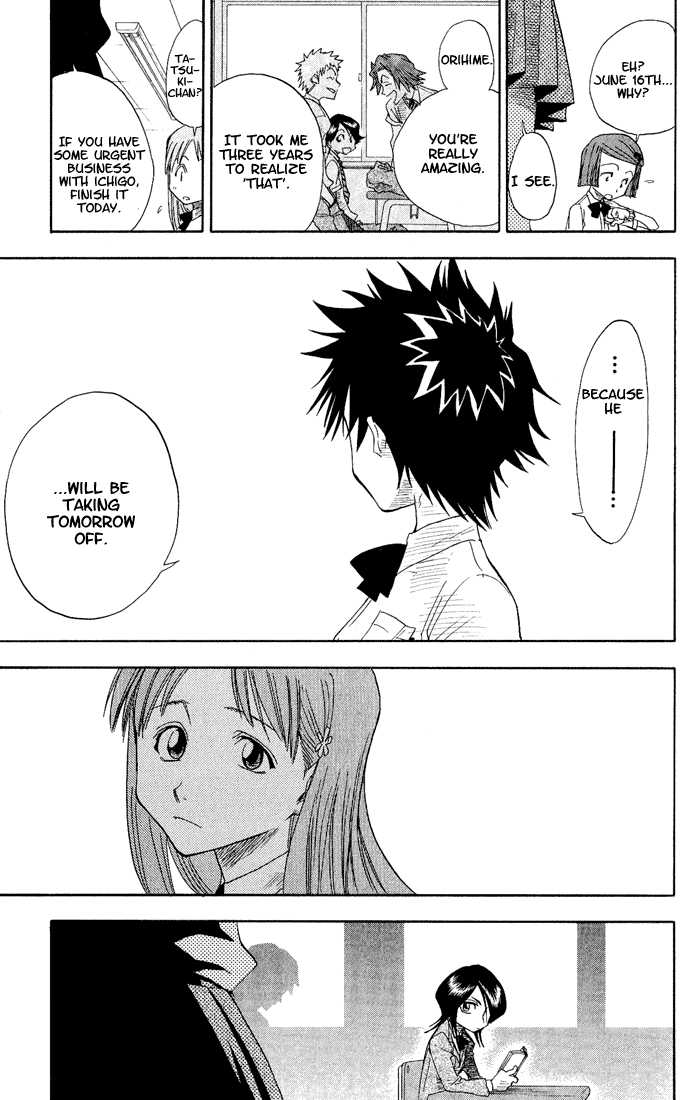 EH?
JUNE 16TH...
WHY?
I SEE.
ORIHIME.
YOU'RE
REALLY
AMAZING.
IT TOOK ME
THREE YEARS
TO REALIZE
'THAT'.
TA-
TSU-
KI-
CHAN?
IF YOU HAVE
SOME URGENT
BUSINESS
WITH ICHIGO,
FINISH IT
TODAY.
...
BECAUSE
HE
―...
...WILL BE
TAKING
TOMORROW
OFF.